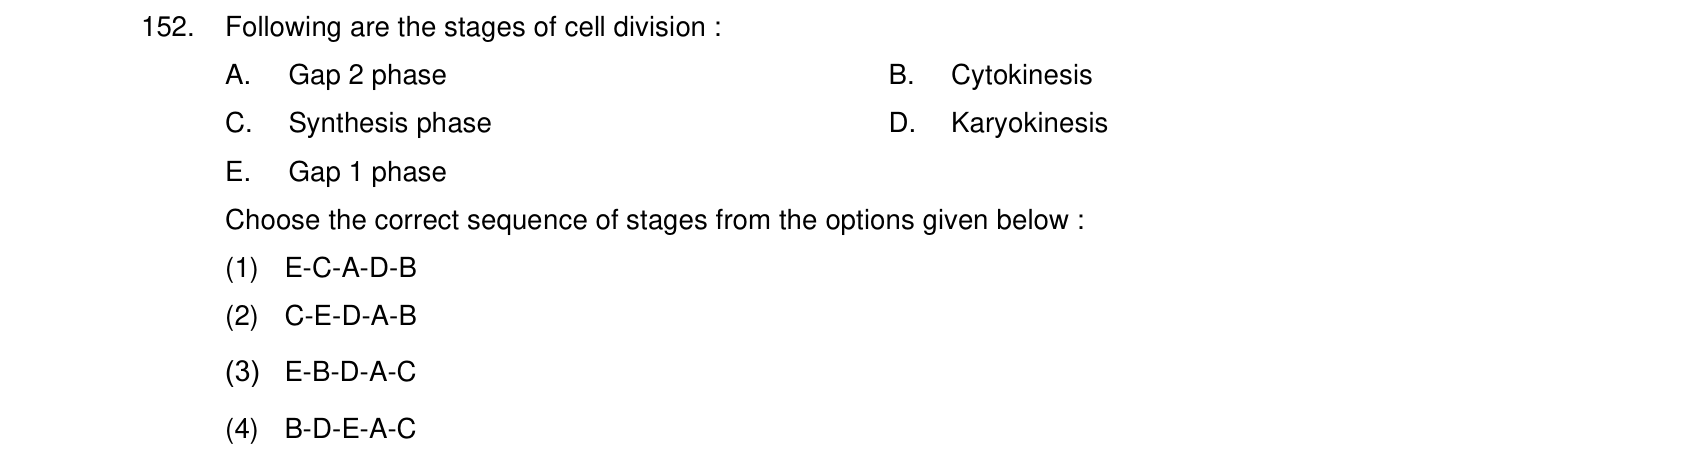 152. Following are the stages of cell division :
A. Gap 2 phase B. Cytokinesis
C. Synthesis phase D. Karyokinesis
E. Gap 1 phase
Choose the correct sequence of stages from the options given below :
(1) E-C-A-D-B
(2) C-E-D-A-B
(3) E-B-D-A-C
(4) B-D-E-A-C